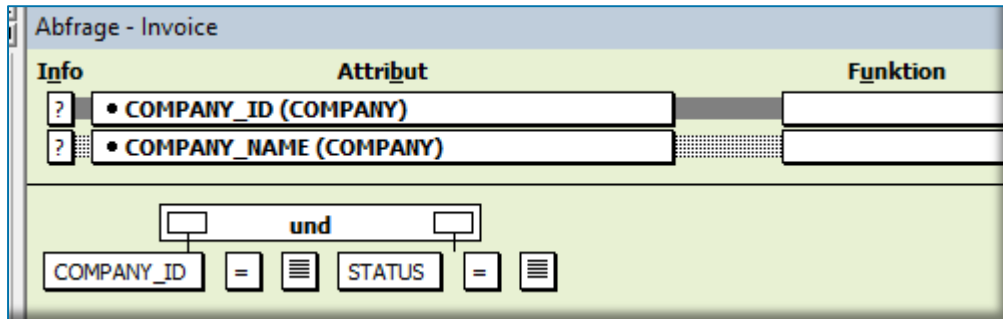 Abfrage - Invoice
Info Attribut Funktion
? • COMPANY_ID (COMPANY)
? • COMPANY_NAME (COMPANY)
und
COMPANY_ID = STATUS =